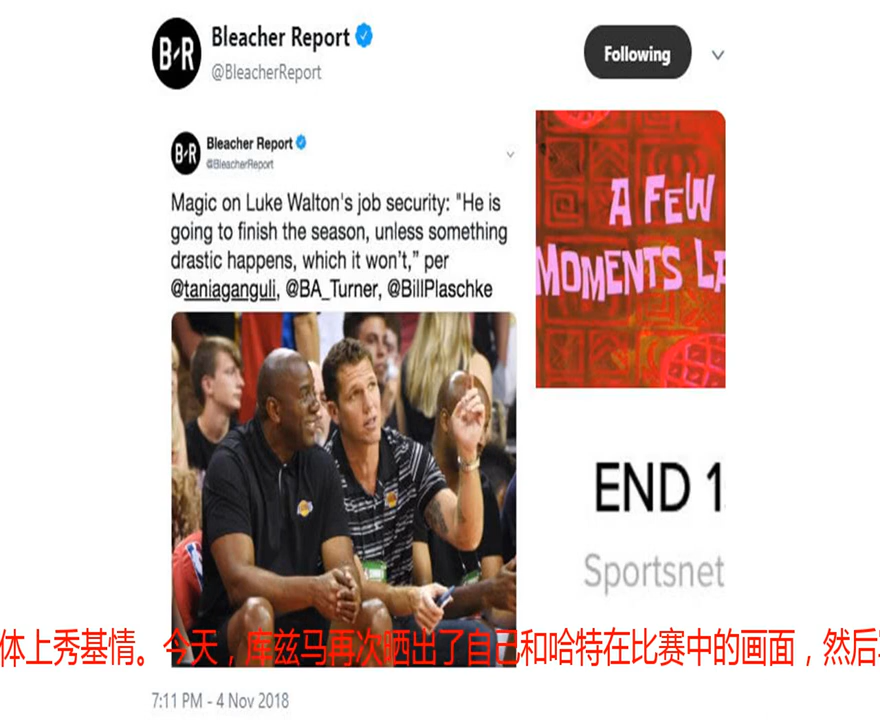 B/R
Bleacher Report
@BleacherReport
Following
B/R
Bleacher Report
@BleacherReport
Magic on Luke Walton's job security: "He is
going to finish the season, unless something
drastic happens, which it won't," per
@taniaganguli, @BA_Turner, @BillPlaschke
A FEW
MOMENTS LA
END 1
Sportsnet
体上秀基情。今天，库兹马再次晒出了自己和哈特在比赛中的画面，然后
7:11 PM - 4 Nov 2018